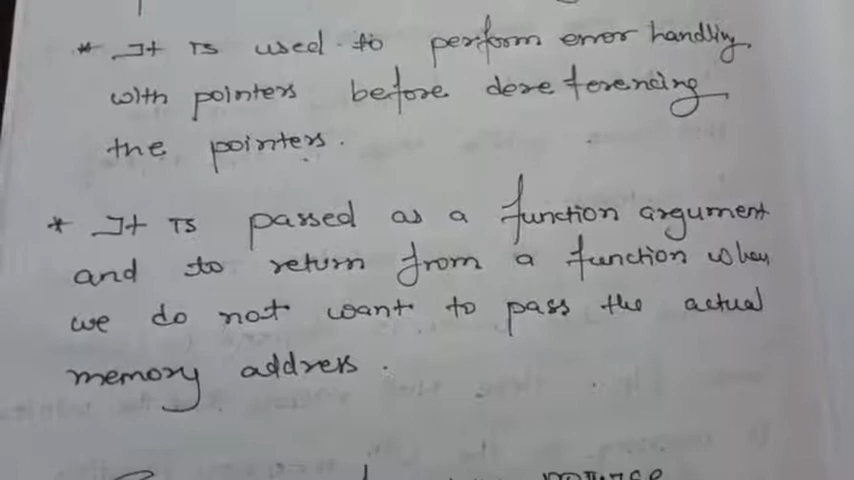 * It is used to perform error handling
with pointers before dereferencing
the pointers.
* It is passed as a function argument
and to return from a function when
we do not want to pass the actual
memory address.